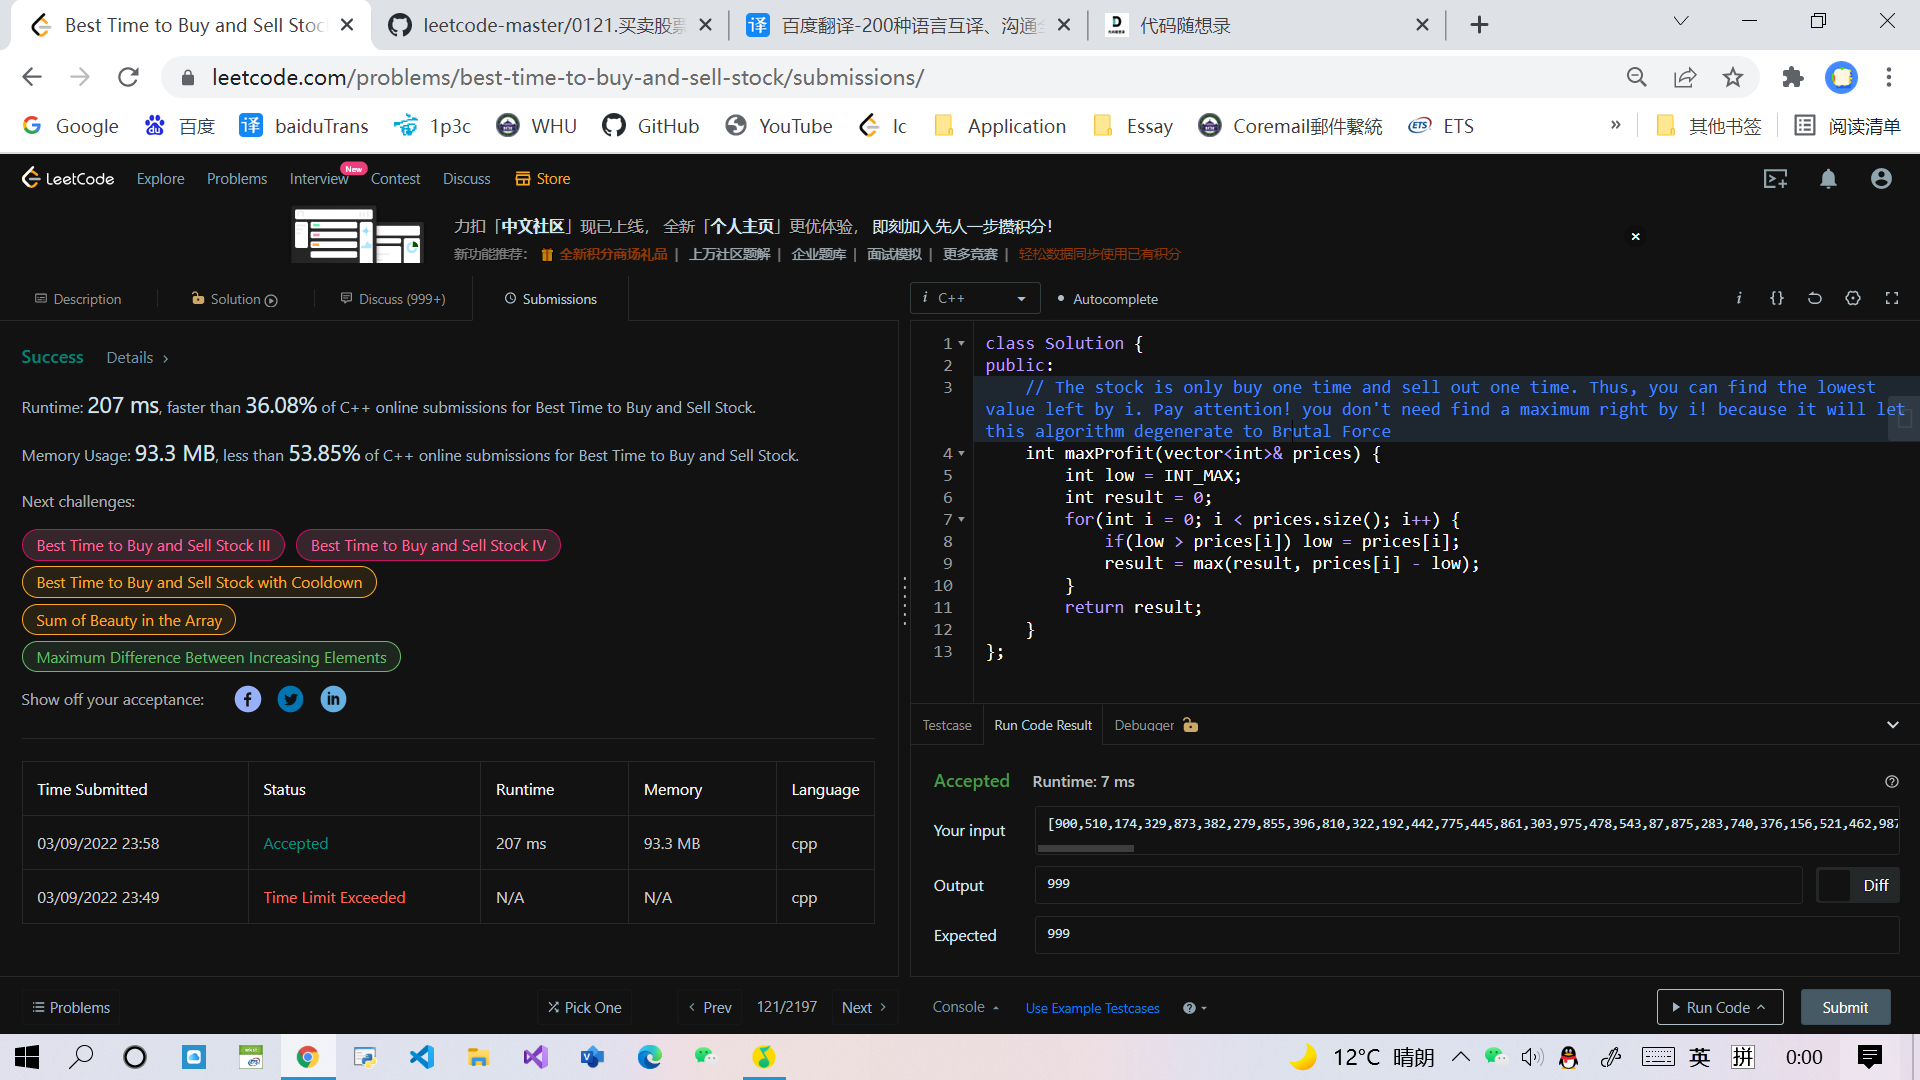 Best Time to Buy and Sell Stoc
leetcode-master/0121.买卖股票
百度翻译-200种语言互译、沟通全
代码随想录
leetcode.com/problems/best-time-to-buy-and-sell-stock/submissions/
Google 百度 baiduTrans 1p3c WHU GitHub YouTube lc Application Essay Coremail郵件繫統 ETS » 其他书签 阅读清单
LeetCode Explore Problems Interview New Contest Discuss Store
力扣「中文社区」现已上线，全新「个人主页」更优体验，即刻加入先人一步攒积分！
新功能推荐： 全新积分商场礼品 | 上万社区题解 | 企业题库 | 面试模拟 | 更多竞赛 | 轻松数据同步使用已有积分
Description Solution Discuss (999+) Submissions
Success Details >
Runtime: 207 ms, faster than 36.08% of C++ online submissions for Best Time to Buy and Sell Stock.
Memory Usage: 93.3 MB, less than 53.85% of C++ online submissions for Best Time to Buy and Sell Stock.
Next challenges:
Best Time to Buy and Sell Stock III Best Time to Buy and Sell Stock IV
Best Time to Buy and Sell Stock with Cooldown
Sum of Beauty in the Array
Maximum Difference Between Increasing Elements
Show off your acceptance:
Time Submitted Status Runtime Memory Language
03/09/2022 23:58 Accepted 207 ms 93.3 MB cpp
03/09/2022 23:49 Time Limit Exceeded N/A N/A cpp
Problems Pick One < Prev 121/2197 Next >
i C++ Autocomplete i {}
1 class Solution {
2 public:
3 // The stock is only buy one time and sell out one time. Thus, you can find the lowest
value left by i. Pay attention! you don't need find a maximum right by i! because it will let
this algorithm degenerate to Brutal Force
4 int maxProfit(vector<int>& prices) {
5 int low = INT_MAX;
6 int result = 0;
7 for(int i = 0; i < prices.size(); i++) {
8 if(low > prices[i]) low = prices[i];
9 result = max(result, prices[i] - low);
10 }
11 return result;
12 }
13 };
Testcase Run Code Result Debugger
Accepted Runtime: 7 ms
Your input [900,510,174,329,873,382,279,855,396,810,322,192,442,775,445,861,303,975,478,543,87,875,283,740,376,156,521,462,987
Output 999 Diff
Expected 999
Console Use Example Testcases Run Code Submit
12°C 晴朗 英 拼 0:00